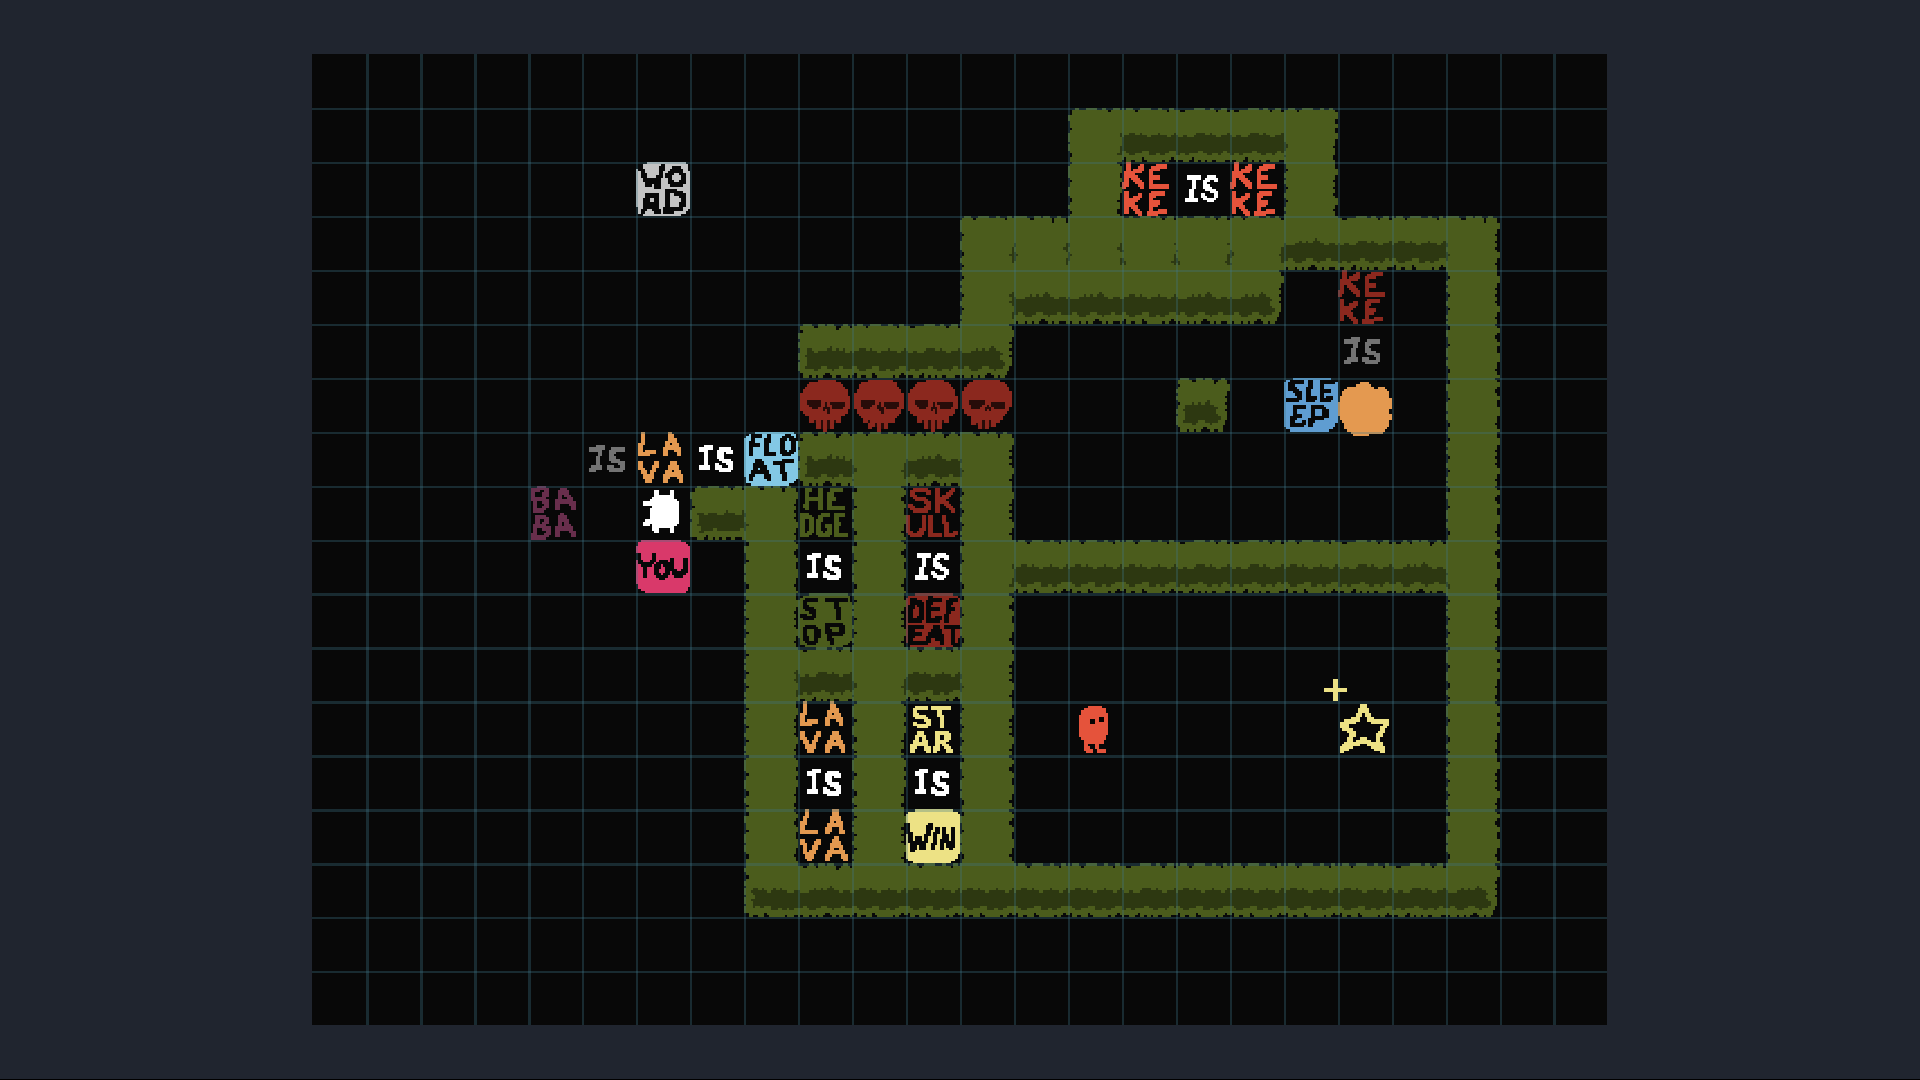 WORD KEKE IS KEKE
KEKE
IS
SLEEP
IS LAVA IS FLOAT
BABA HEDGE SKULL
YOU IS IS
STOP DEFEAT
LAVA STAR
IS IS
LAVA WIN